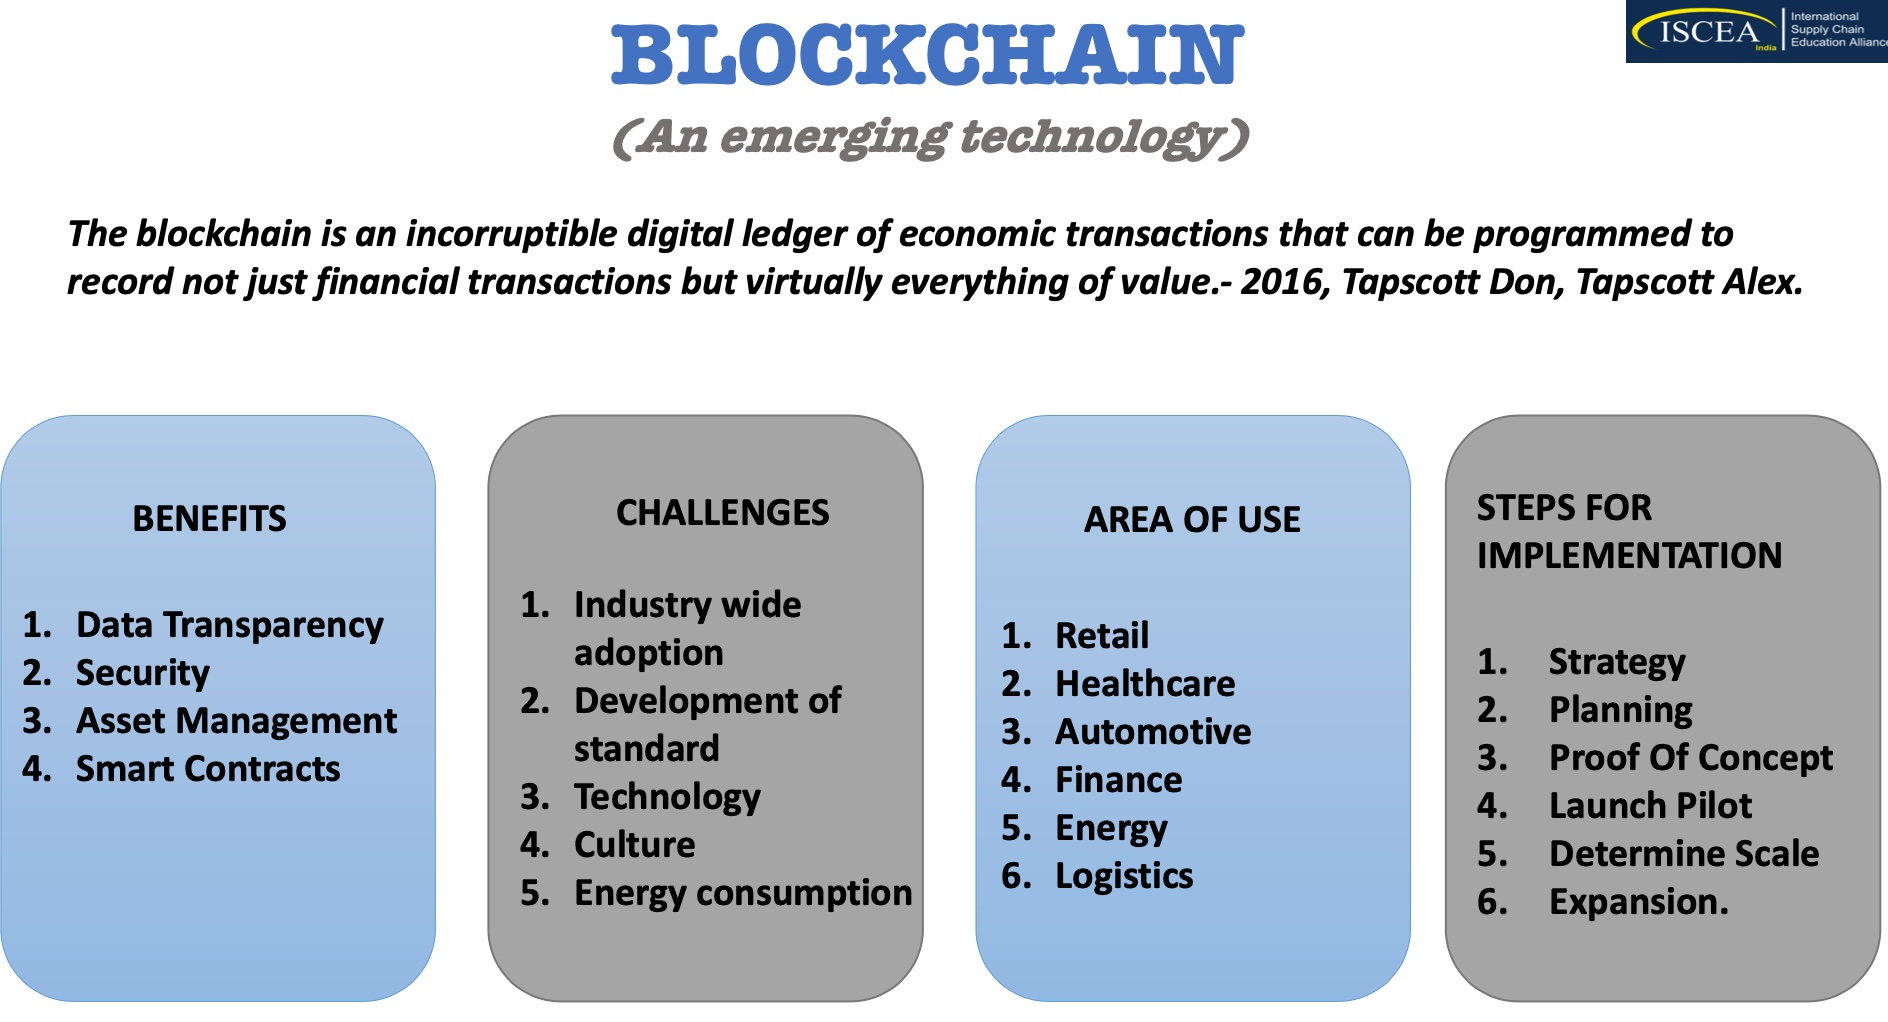 BLOCKCHAIN
ISCEA
India
International
Supply Chain
Education Alliance
(An emerging technology)
The blockchain is an incorruptible digital ledger of economic transactions that can be programmed to
record not just financial transactions but virtually everything of value.- 2016, Tapscott Don, Tapscott Alex.
BENEFITS
1. Data Transparency
2. Security
3. Asset Management
4. Smart Contracts
CHALLENGES
1. Industry wide
adoption
2. Development of
standard
3. Technology
4. Culture
5. Energy consumption
AREA OF USE
1. Retail
2. Healthcare
3. Automotive
4. Finance
5. Energy
6. Logistics
STEPS FOR
IMPLEMENTATION
1. Strategy
2. Planning
3. Proof Of Concept
4. Launch Pilot
5. Determine Scale
6. Expansion.